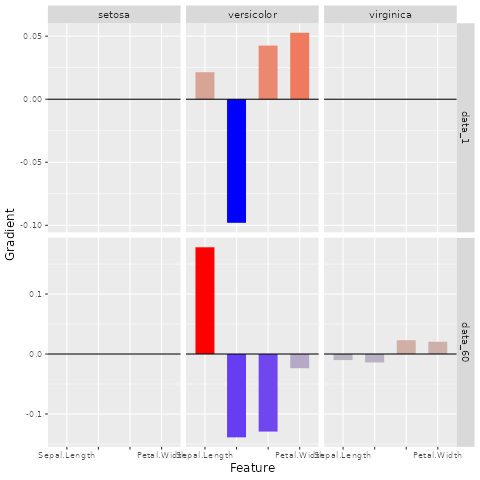 setosa
versicolor
virginica
Gradient
0.05
0.00
-0.05
-0.10
data_1
0.1
0.0
-0.1
data_60
Sepal.Length
Petal.Width
Sepal.Length
Petal.Width
Sepal.Length
Petal.Width
Feature